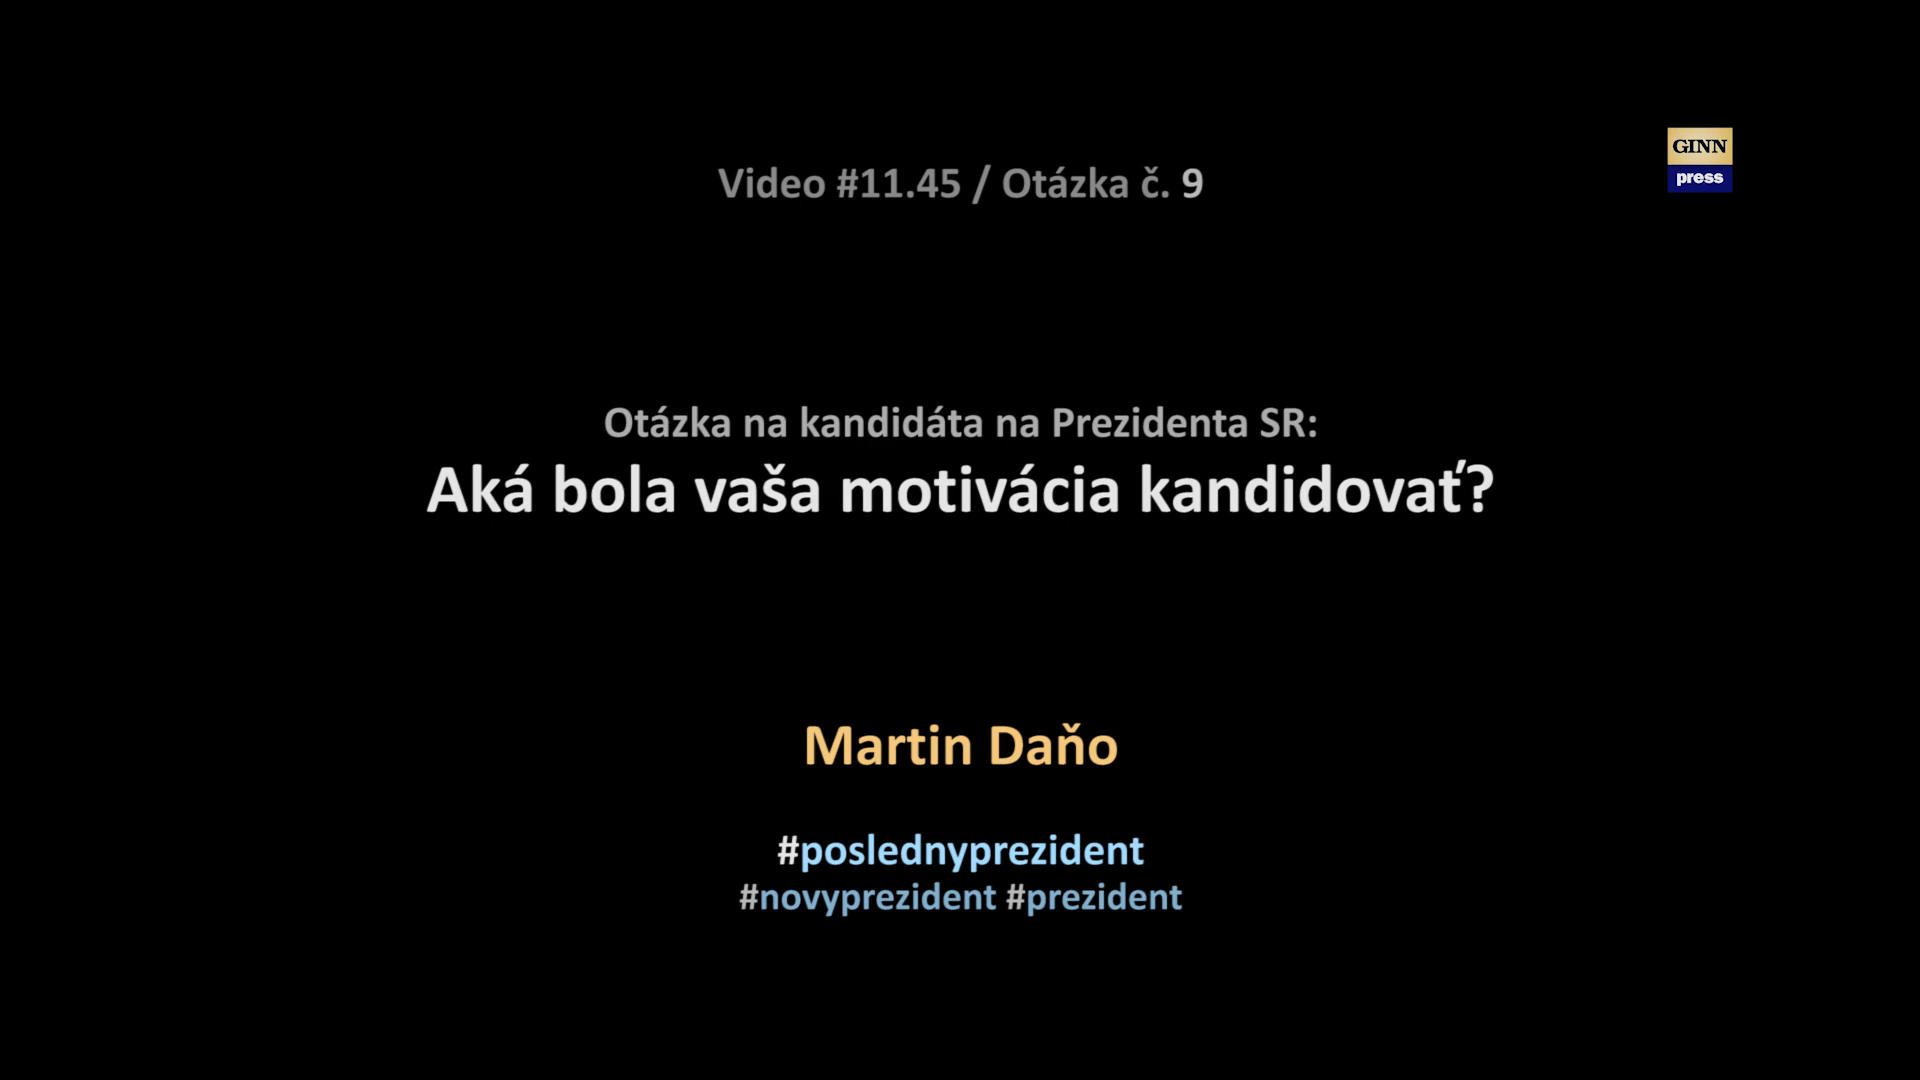 GINN
press
Video #11.45 / Otázka č. 9
Otázka na kandidáta na Prezidenta SR:
Aká bola vaša motivácia kandidovať?
Martin Daňo
#poslednyprezident
#novyprezident #prezident